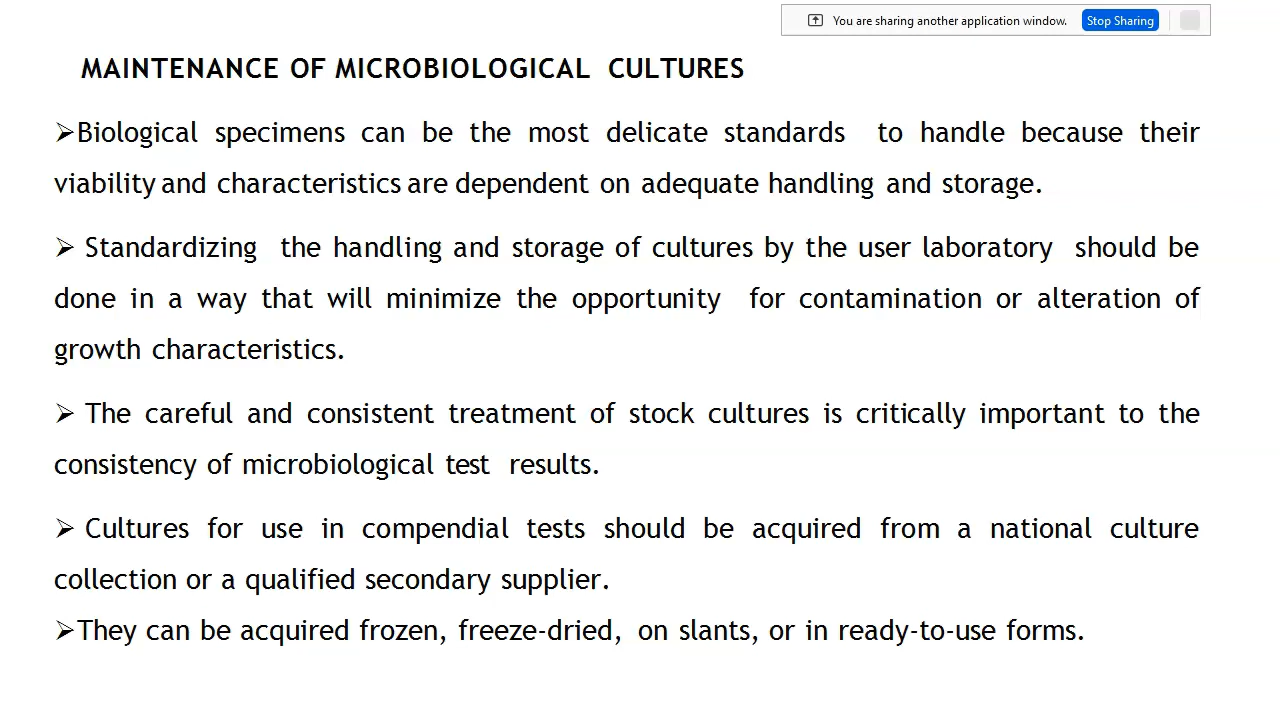 You are sharing another application window. Stop Sharing
MAINTENANCE OF MICROBIOLOGICAL CULTURES
➢Biological specimens can be the most delicate standards to handle because their
viability and characteristics are dependent on adequate handling and storage.
➢ Standardizing the handling and storage of cultures by the user laboratory should be
done in a way that will minimize the opportunity for contamination or alteration of
growth characteristics.
➢ The careful and consistent treatment of stock cultures is critically important to the
consistency of microbiological test results.
➢ Cultures for use in compendial tests should be acquired from a national culture
collection or a qualified secondary supplier.
➢They can be acquired frozen, freeze-dried, on slants, or in ready-to-use forms.